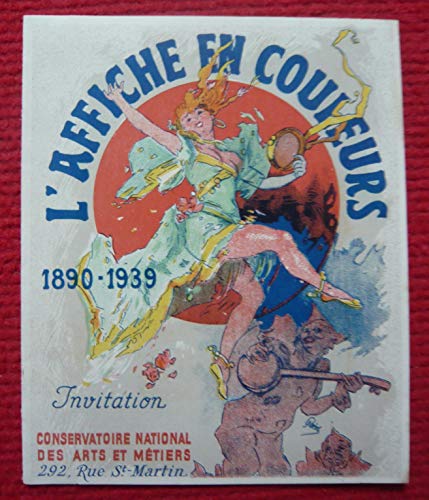 L'AFFICHE EN COULEURS
1890-1939
Invitation
CONSERVATOIRE NATIONAL
DES ARTS ET MÉTIERS
292, Rue St-Martin